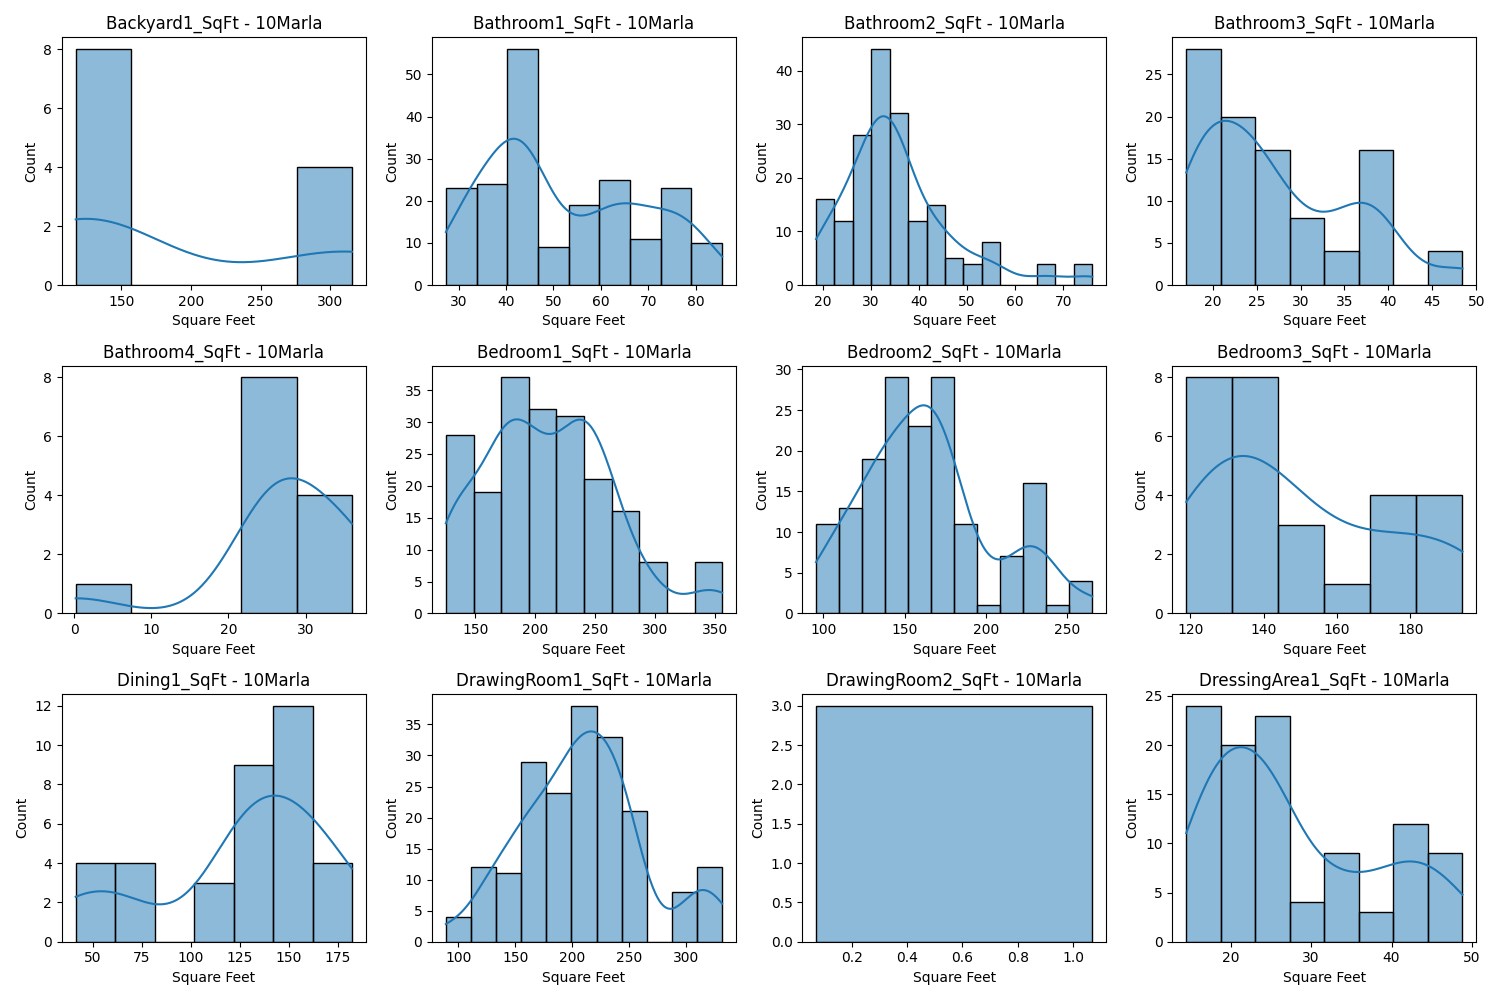 Backyard1_SqFt - 10Marla
8
6
4
2
0
Count
150 200 250 300
Square Feet
Bathroom1_SqFt - 10Marla
50
40
30
20
10
0
Count
30 40 50 60 70 80
Square Feet
Bathroom2_SqFt - 10Marla
40
30
20
10
0
Count
20 30 40 50 60 70
Square Feet
Bathroom3_SqFt - 10Marla
25
20
15
10
5
0
Count
20 25 30 35 40 45 50
Square Feet
Bathroom4_SqFt - 10Marla
8
6
4
2
0
Count
0 10 20 30
Square Feet
Bedroom1_SqFt - 10Marla
35
30
25
20
15
10
5
0
Count
150 200 250 300 350
Square Feet
Bedroom2_SqFt - 10Marla
30
25
20
15
10
5
0
Count
100 150 200 250
Square Feet
Bedroom3_SqFt - 10Marla
8
6
4
2
0
Count
120 140 160 180
Square Feet
Dining1_SqFt - 10Marla
12
10
8
6
4
2
0
Count
50 75 100 125 150 175
Square Feet
DrawingRoom1_SqFt - 10Marla
35
30
25
20
15
10
5
0
Count
100 150 200 250 300
Square Feet
DrawingRoom2_SqFt - 10Marla
3.0
2.5
2.0
1.5
1.0
0.5
0.0
Count
0.2 0.4 0.6 0.8 1.0
Square Feet
DressingArea1_SqFt - 10Marla
25
20
15
10
5
0
Count
20 30 40 50
Square Feet